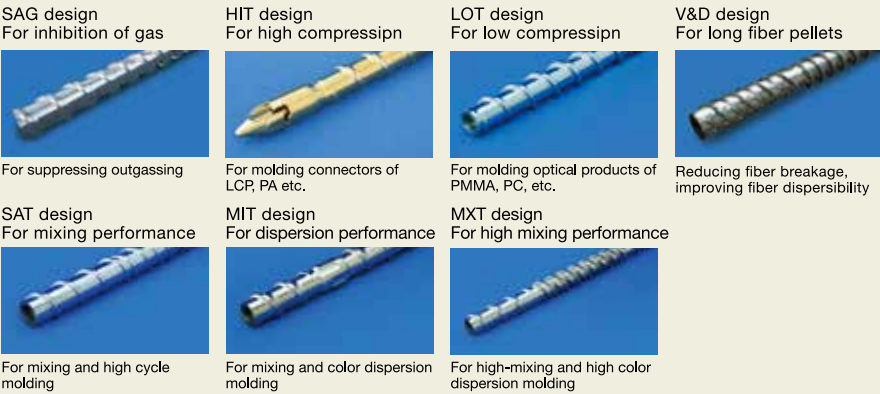 SAG design
For inhibition of gas
For suppressing outgassing
HIT design
For high compressipn
For molding connectors of
LCP, PA etc.
LOT design
For low compressipn
For molding optical products of
PMMA, PC, etc.
V&D design
For long fiber pellets
Reducing fiber breakage,
improving fiber dispersibility
SAT design
For mixing performance
For mixing and high cycle
molding
MIT design
For dispersion performance
For mixing and color dispersion
molding
MXT design
For high mixing performance
For high-mixing and high color
dispersion molding